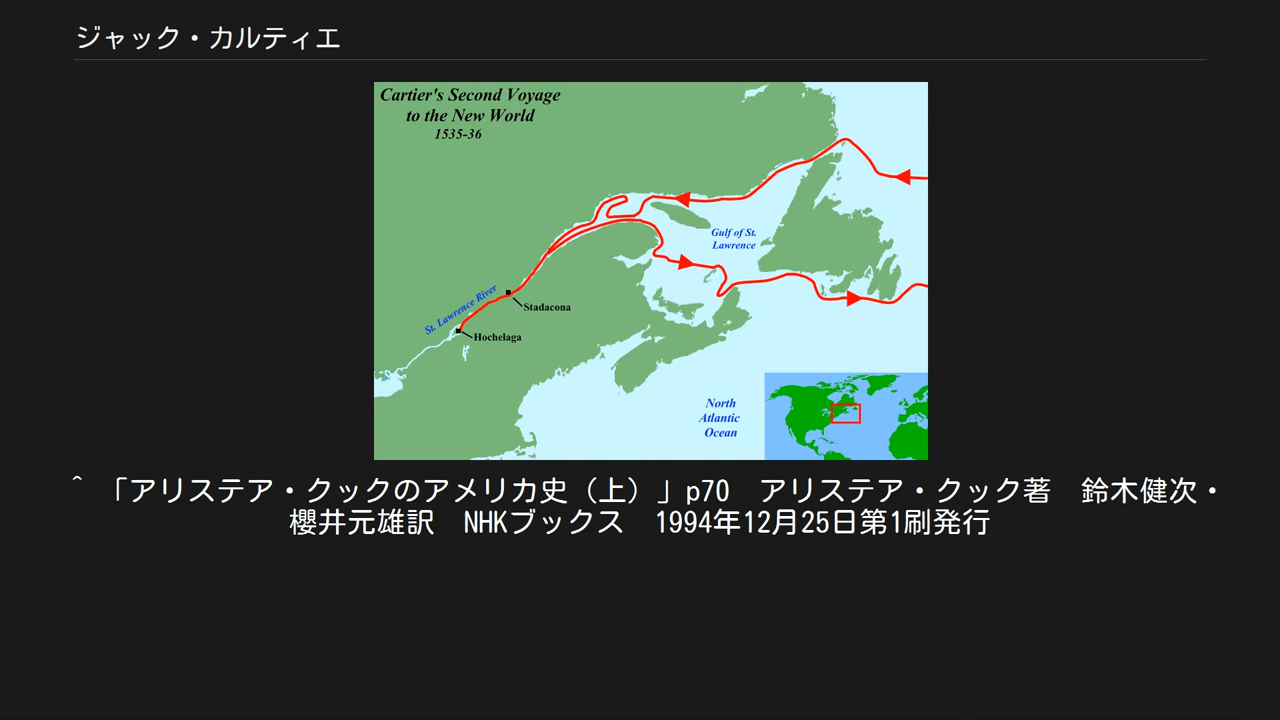 ジャック・カルティエ
Cartier's Second Voyage
to the New World
1535-36
Gulf of St.
Lawrence
St. Lawrence River
Stadacona
Hochelaga
North
Atlantic
Ocean
^ 「アリステア・クックのアメリカ史（上）」p70　アリステア・クック著　鈴木健次・
櫻井元雄訳　NHKブックス　1994年12月25日第1刷発行